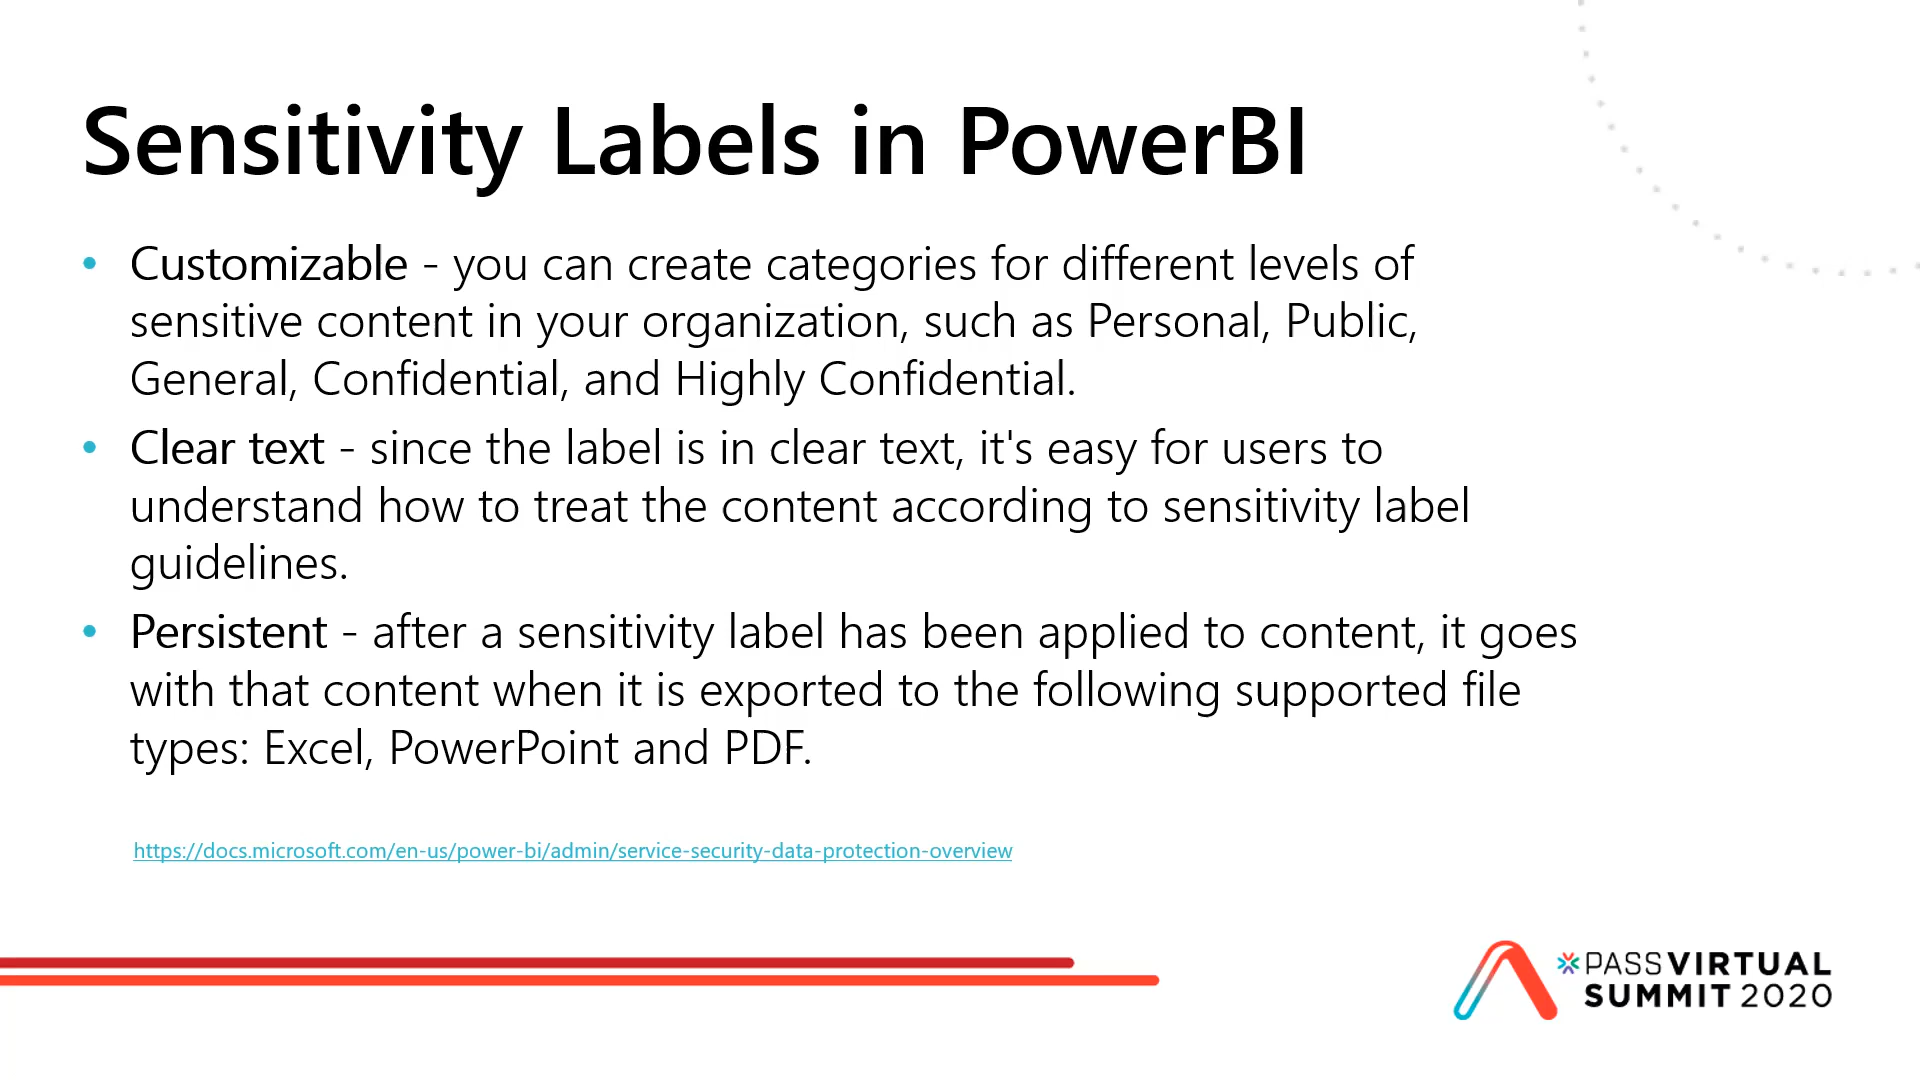 Sensitivity Labels in PowerBI
• Customizable - you can create categories for different levels of
sensitive content in your organization, such as Personal, Public,
General, Confidential, and Highly Confidential.
• Clear text - since the label is in clear text, it's easy for users to
understand how to treat the content according to sensitivity label
guidelines.
• Persistent - after a sensitivity label has been applied to content, it goes
with that content when it is exported to the following supported file
types: Excel, PowerPoint and PDF.
https://docs.microsoft.com/en-us/power-bi/admin/service-security-data-protection-overview
PASS VIRTUAL
SUMMIT 2020